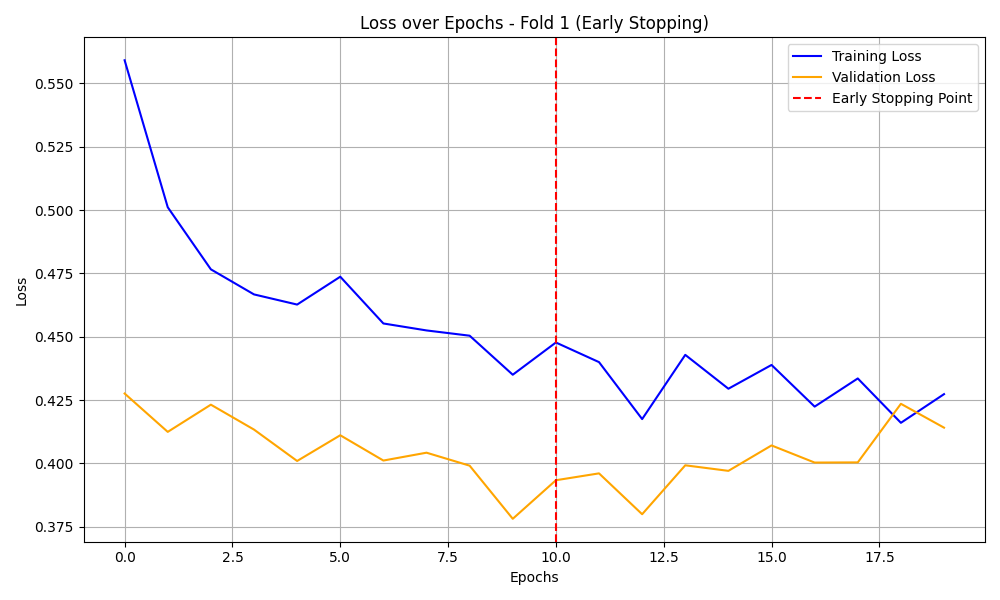 Loss over Epochs - Fold 1 (Early Stopping)
Training Loss
Validation Loss
Early Stopping Point
Loss
0.550
0.525
0.500
0.475
0.450
0.425
0.400
0.375
0.0 2.5 5.0 7.5 10.0 12.5 15.0 17.5
Epochs